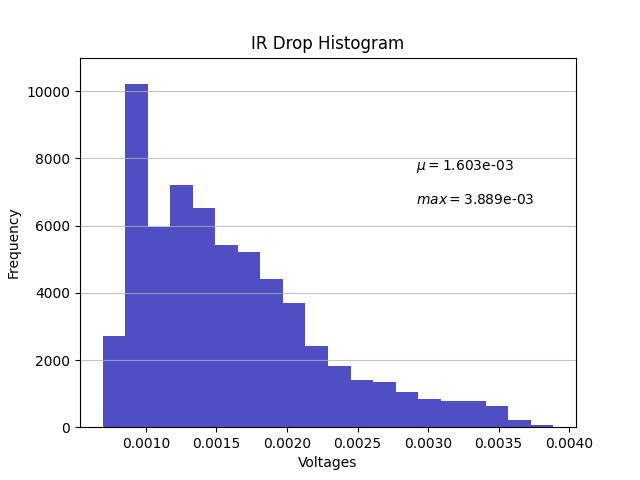 IR Drop Histogram
10000
8000
6000
4000
2000
0
Frequency
μ = 1.603e-03
max = 3.889e-03
0.0010 0.0015 0.0020 0.0025 0.0030 0.0035 0.0040
Voltages